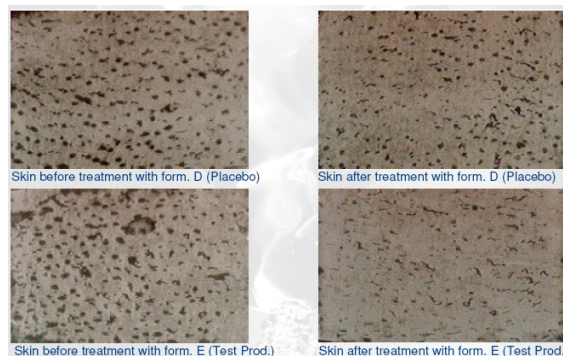 Skin before treatment with form. D (Placebo)
Skin after treatment with form. D (Placebo)
Skin before treatment with form. E (Test Prod.)
Skin after treatment with form. E (Test Prod.